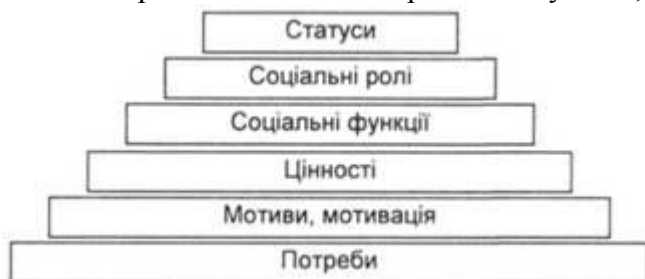 Статуси
Соціальні ролі
Соціальні функції
Цінності
Мотиви, мотивація
Потреби